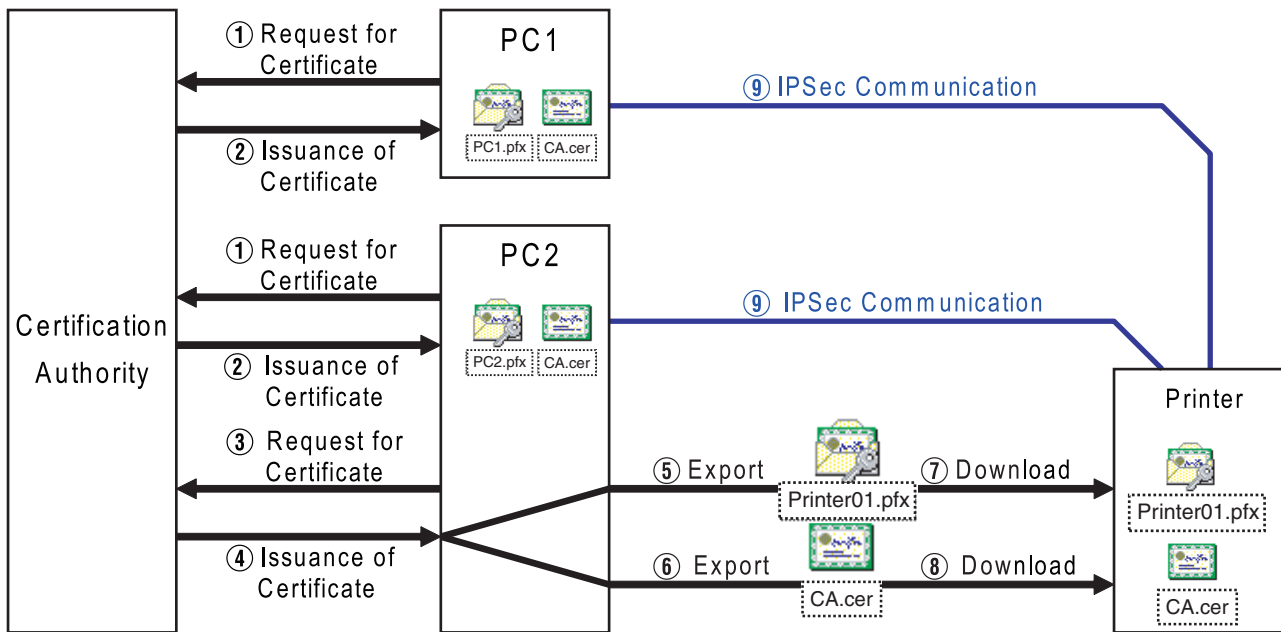 Certification
Authority
① Request for
Certificate
② Issuance of
Certificate
PC1
PC1.pfx
CA.cer
⑨ IPSec Communication
① Request for
Certificate
② Issuance of
Certificate
PC2
PC2.pfx
CA.cer
⑨ IPSec Communication
③ Request for
Certificate
④ Issuance of
Certificate
⑤ Export
Printer01.pfx
⑦ Download
⑥ Export
CA.cer
⑧ Download
Printer
Printer01.pfx
CA.cer